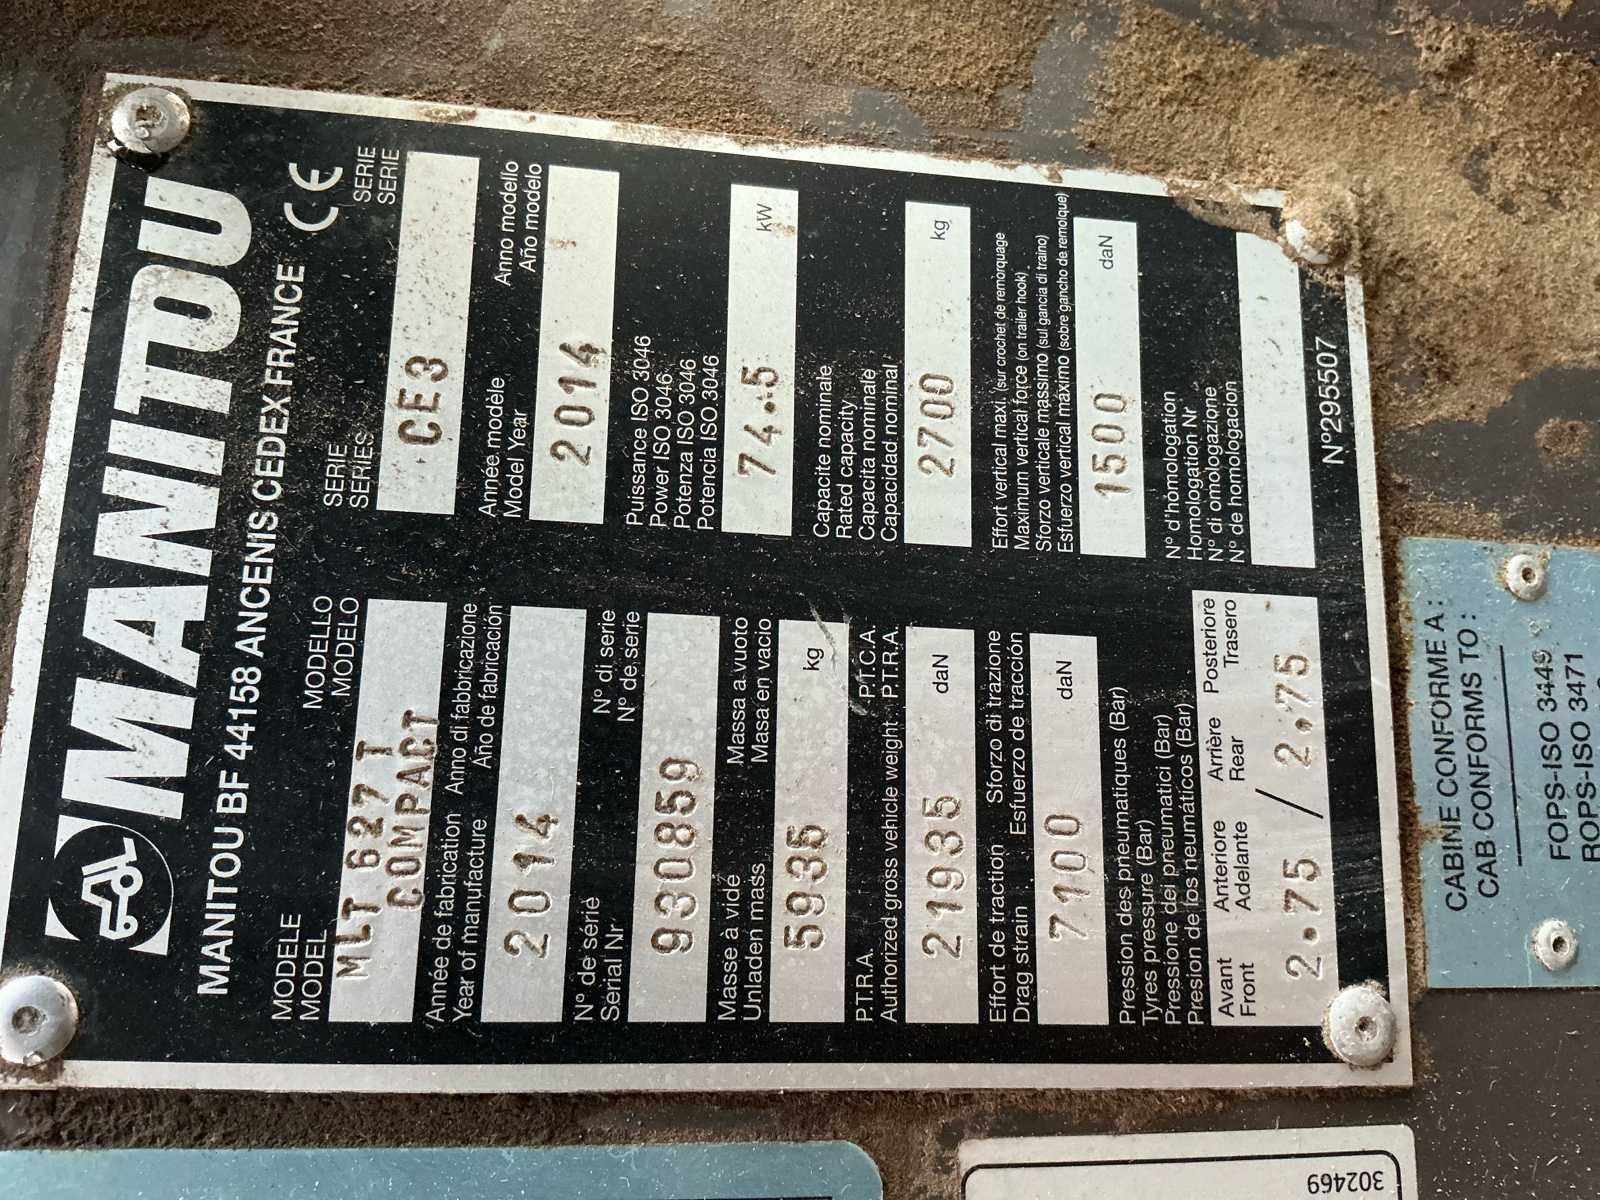 MANITOU
MANITOU BF 44158 ANCENIS CEDEX FRANCE CE
MODELE MODELLO
MODEL MODELO
MLT 627 T
COMPACT
SERIE SERIE
SERIES SERIE
CE3
Année de fabrication Anno di fabbricazione
Year of manufacture Año de fabricación
2014
Année modèle Anno modello
Model Year Año modelo
2014
N° de série N° di serie
Serial Nr N° de serie
930859
Puissance ISO 3046
Power ISO 3046
Potenza ISO 3046
Potencia ISO 3046
74.5 kW
Masse à vide Massa a vuoto
Unladen mass Masa en vacio
5935 kg
Capacite nominale
Rated capacity
Capacita nominale
Capacidad nominal
2700 kg
P.T.R.A. P.T.C.A.
Authorized gross vehicle weight P.T.R.A.
21935 daN
Effort vertical maxi. (sur crochet de remorquage
Maximum vertical force (on trailer hook)
Sforzo verticale massimo (sul gancia di traino)
Esfuerzo vertical máximo (sobre gancho de remolque)
1500 daN
Effort de traction Sforzo di trazione
Drag strain Esfuerzo de tracción
7100 daN
N° d'homologation
Homologation Nr
N° di omologazione
N° de homologacion
Pression des pneumatiques (Bar)
Tyres pressure (Bar)
Pressione dei pneumatici (Bar)
Presion de los neumáticos (Bar)
Avant Anteriore Arrière Posteriore
Front Adelante Rear Trasero
2.75 / 2.75
N°295507
CABINE CONFORME A :
CAB CONFORMS TO :
FOPS-ISO 3449
ROPS-ISO 3471
302469